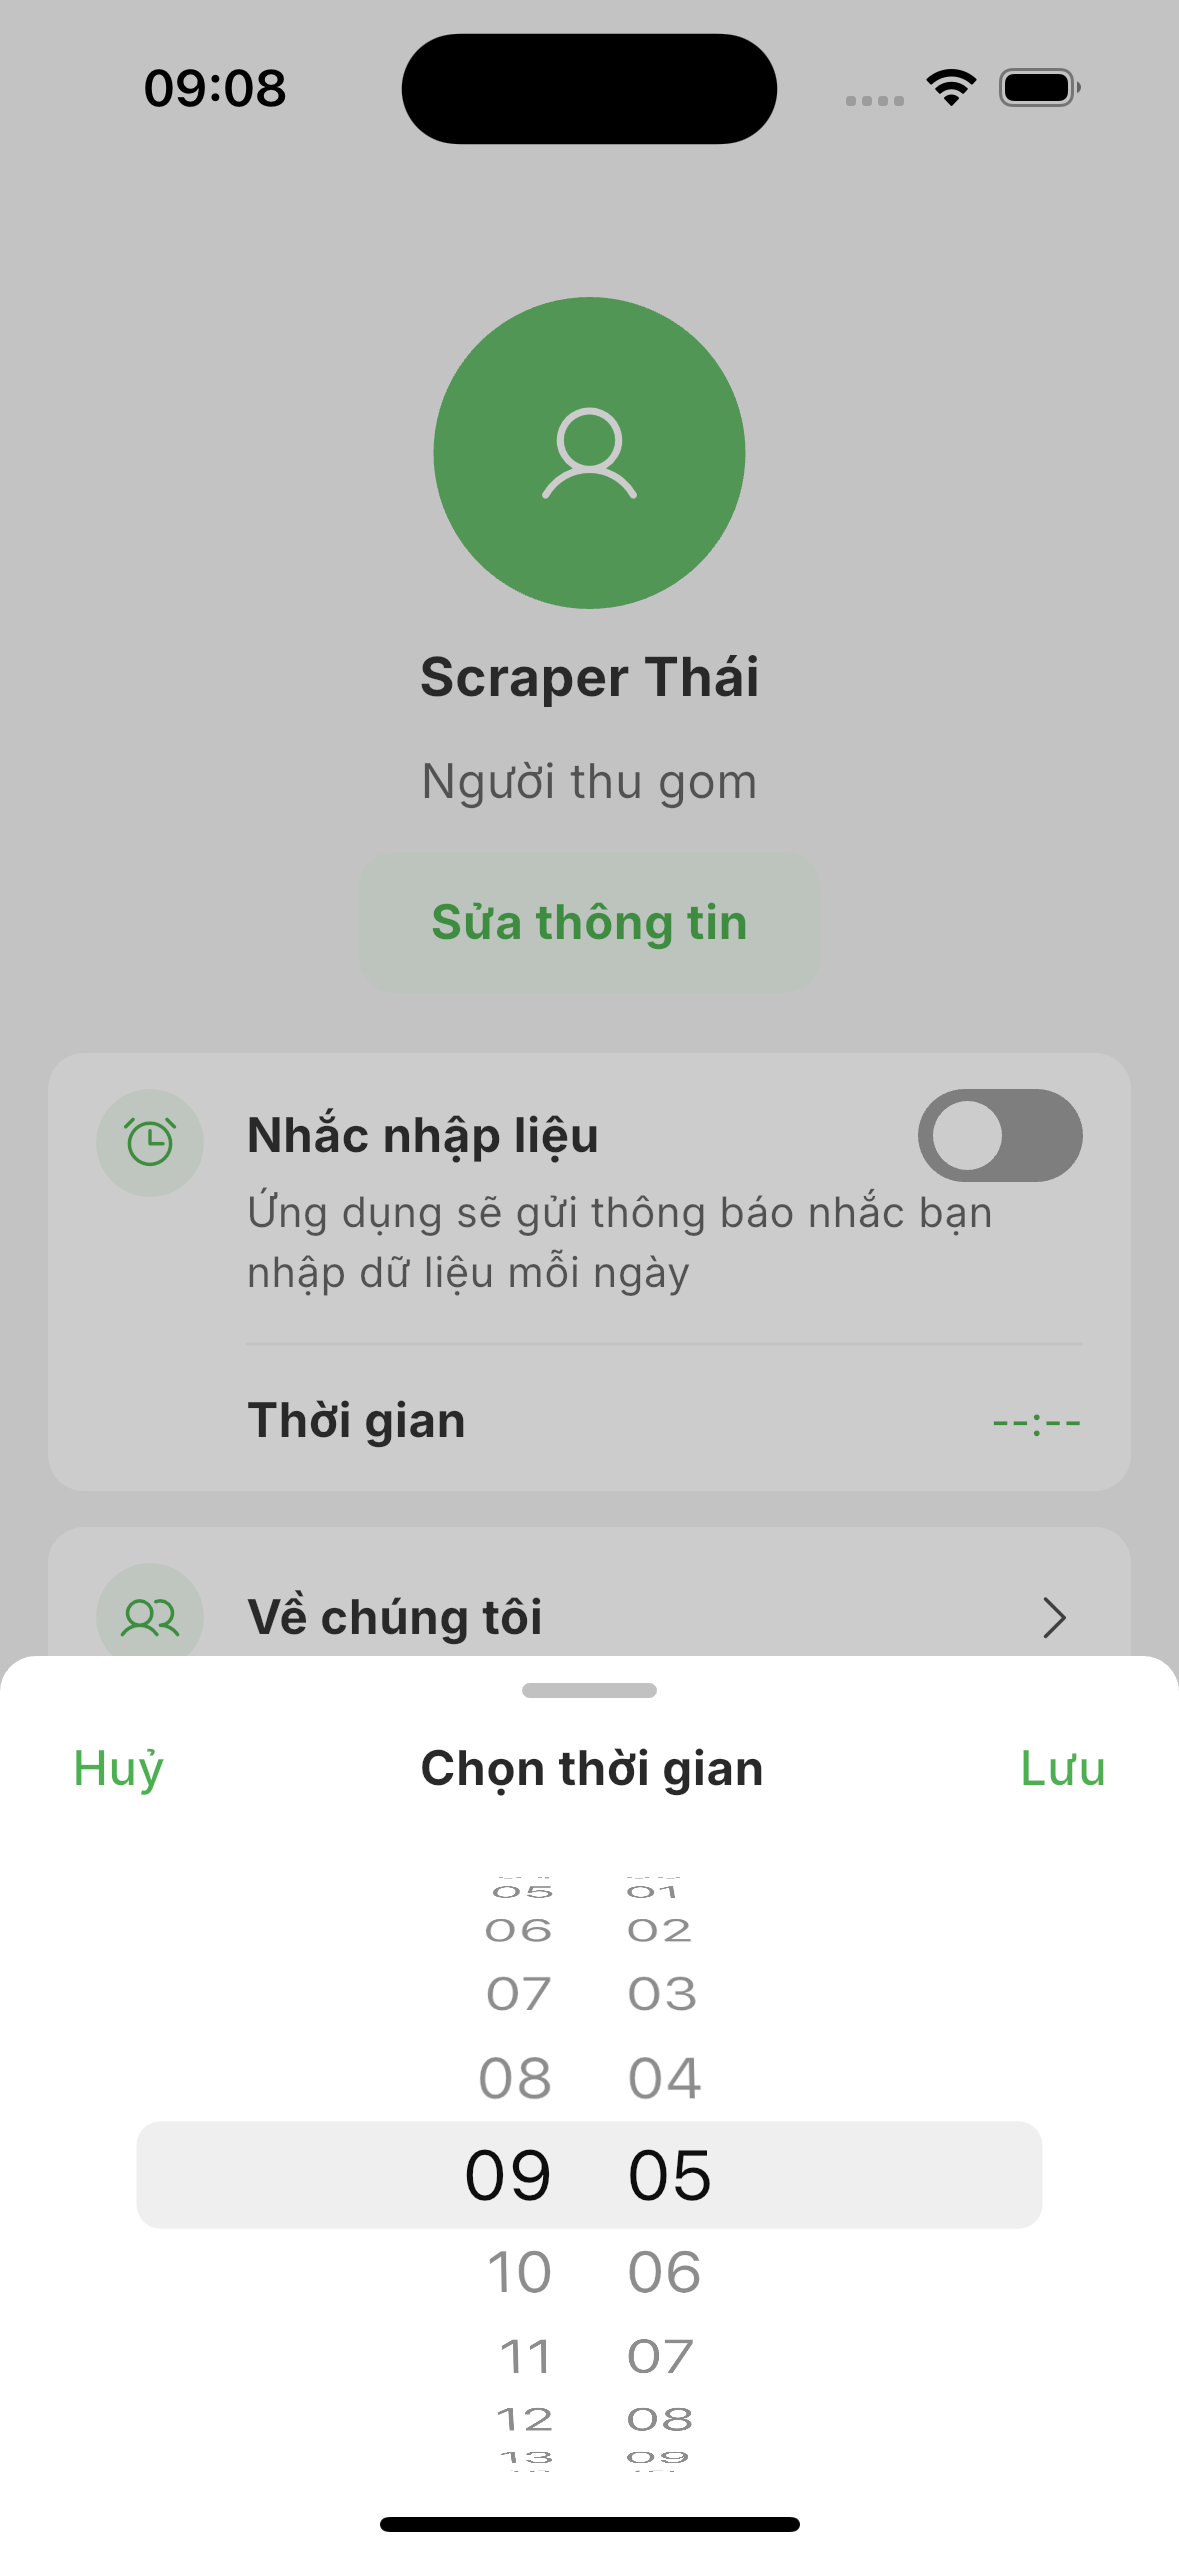 09:08
Scraper Thái
Người thu gom
Sửa thông tin
Nhắc nhập liệu
Ứng dụng sẽ gửi thông báo nhắc bạn
nhập dữ liệu mỗi ngày
Thời gian --:--
Về chúng tôi
Huỷ Chọn thời gian Lưu
05 01
06 02
07 03
08 04
09 05
10 06
11 07
12 08
13 09